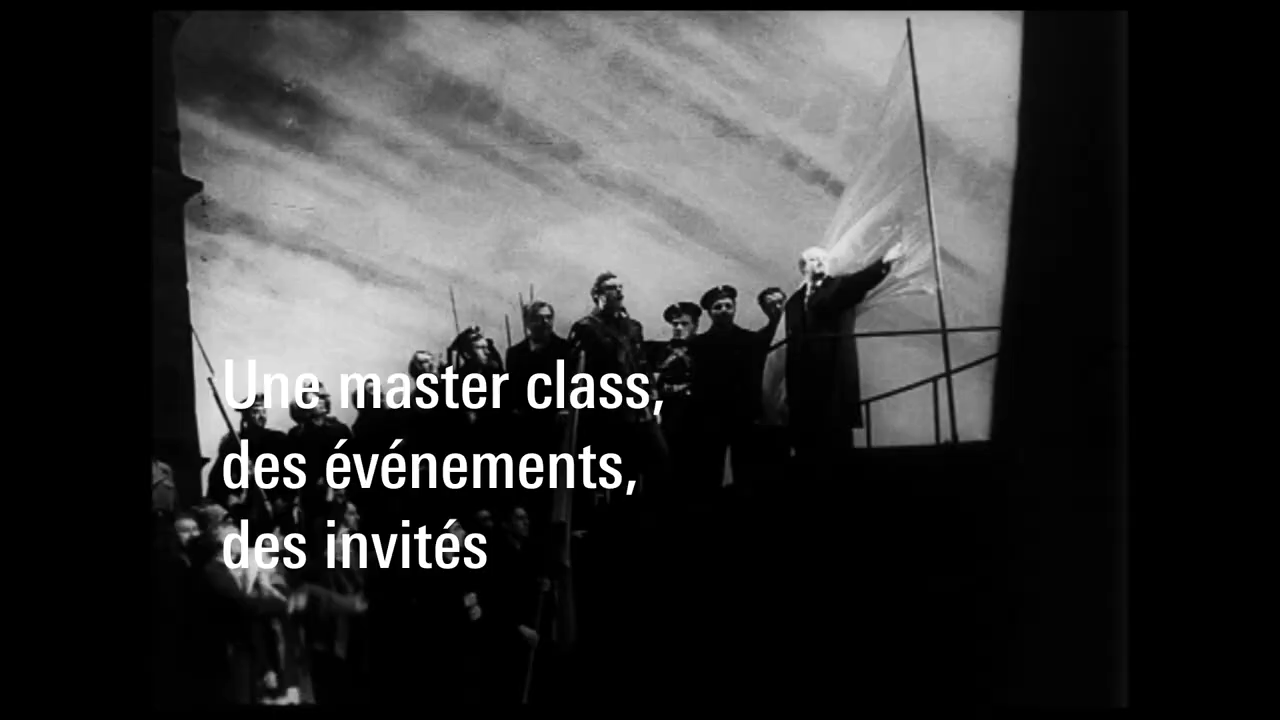 Une master class,
des événements,
des invités